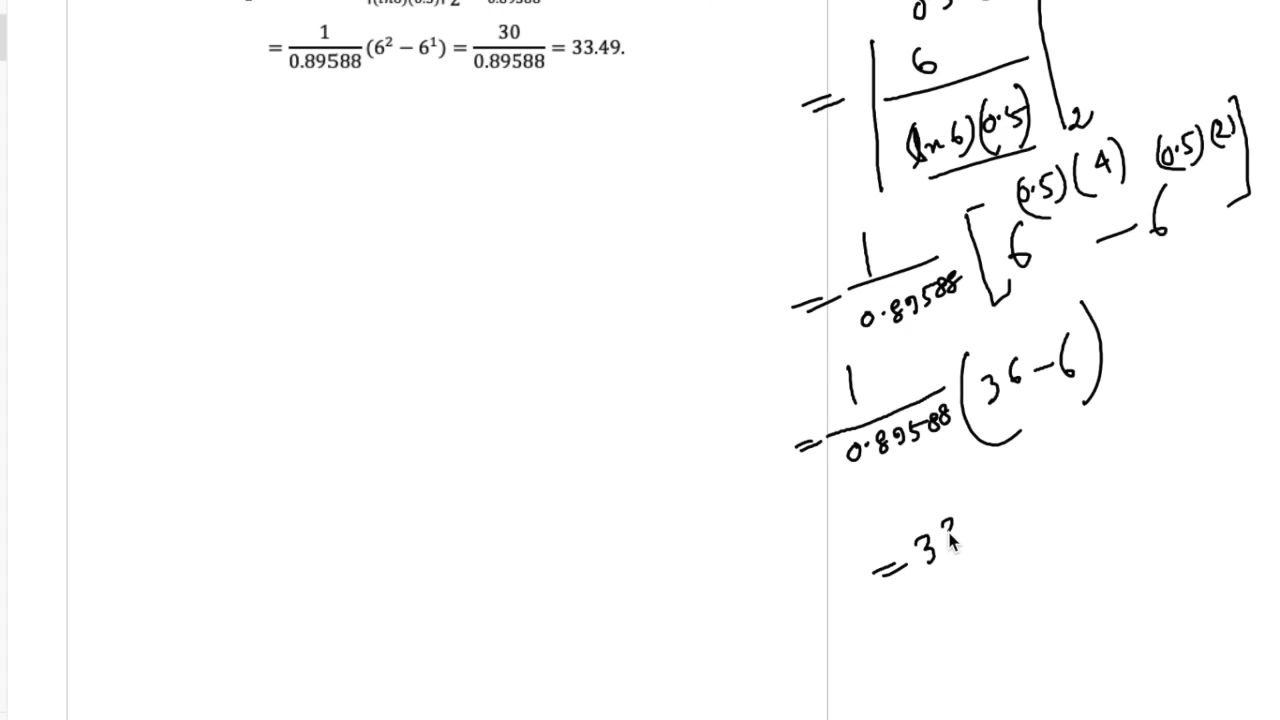 = 1/0.89588 (6² − 6¹) = 30/0.89588 = 33.49.
= | 6 / (ln 6)(0.5) |₂
= 1/0.89588 [6^(0.5)(4) − 6^(0.5)(2)]
= 1/0.89588 (36 − 6)
= 3